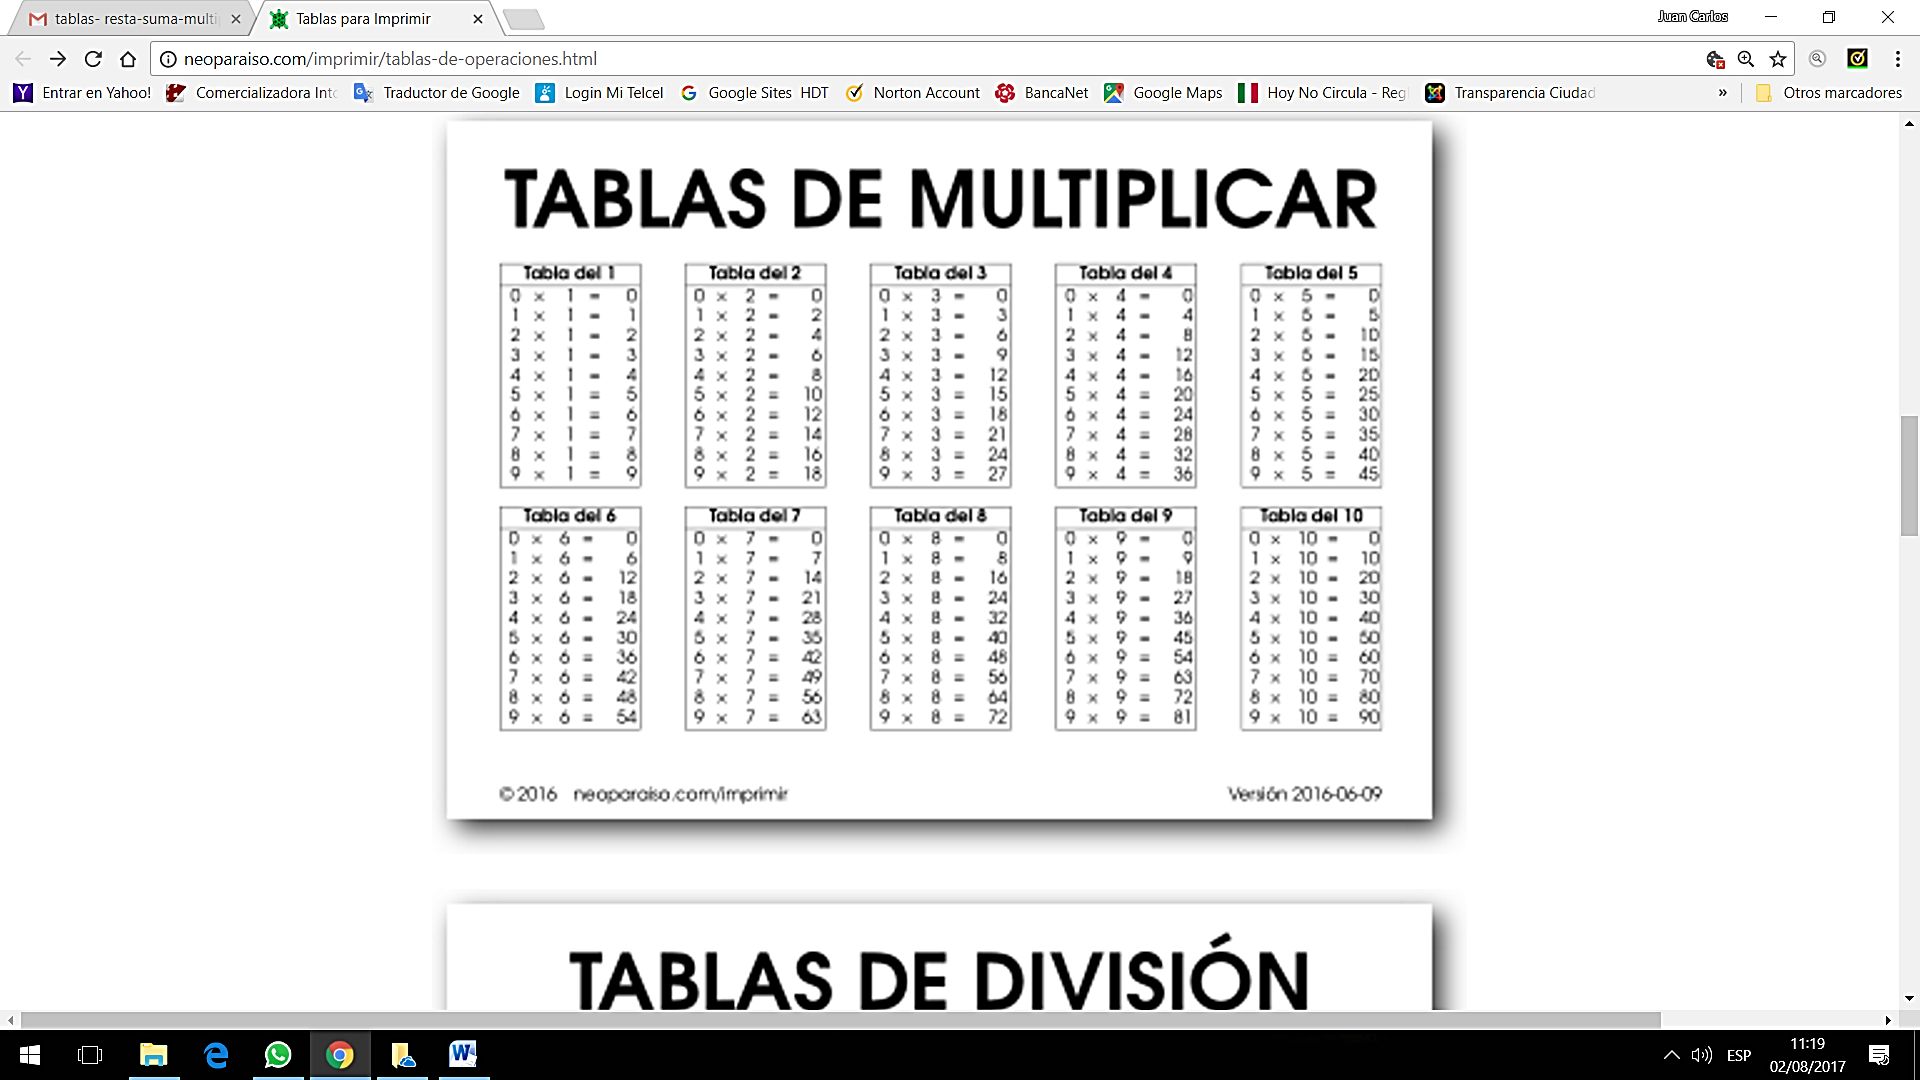 tablas- resta-suma-multi
Tablas para Imprimir
Juan Carlos
neoparaiso.com/imprimir/tablas-de-operaciones.html
Entrar en Yahoo! Comercializadora Int Traductor de Google Login Mi Telcel Google Sites HDT Norton Account BancaNet Google Maps Hoy No Circula - Reg Transparencia Ciudad » Otros marcadores
TABLAS DE MULTIPLICAR
Tabla del 1
0 × 1 = 0
1 × 1 = 1
2 × 1 = 2
3 × 1 = 3
4 × 1 = 4
5 × 1 = 5
6 × 1 = 6
7 × 1 = 7
8 × 1 = 8
9 × 1 = 9
Tabla del 2
0 × 2 = 0
1 × 2 = 2
2 × 2 = 4
3 × 2 = 6
4 × 2 = 8
5 × 2 = 10
6 × 2 = 12
7 × 2 = 14
8 × 2 = 16
9 × 2 = 18
Tabla del 3
0 × 3 = 0
1 × 3 = 3
2 × 3 = 6
3 × 3 = 9
4 × 3 = 12
5 × 3 = 15
6 × 3 = 18
7 × 3 = 21
8 × 3 = 24
9 × 3 = 27
Tabla del 4
0 × 4 = 0
1 × 4 = 4
2 × 4 = 8
3 × 4 = 12
4 × 4 = 16
5 × 4 = 20
6 × 4 = 24
7 × 4 = 28
8 × 4 = 32
9 × 4 = 36
Tabla del 5
0 × 5 = 0
1 × 5 = 5
2 × 5 = 10
3 × 5 = 15
4 × 5 = 20
5 × 5 = 25
6 × 5 = 30
7 × 5 = 35
8 × 5 = 40
9 × 5 = 45
Tabla del 6
0 × 6 = 0
1 × 6 = 6
2 × 6 = 12
3 × 6 = 18
4 × 6 = 24
5 × 6 = 30
6 × 6 = 36
7 × 6 = 42
8 × 6 = 48
9 × 6 = 54
Tabla del 7
0 × 7 = 0
1 × 7 = 7
2 × 7 = 14
3 × 7 = 21
4 × 7 = 28
5 × 7 = 35
6 × 7 = 42
7 × 7 = 49
8 × 7 = 56
9 × 7 = 63
Tabla del 8
0 × 8 = 0
1 × 8 = 8
2 × 8 = 16
3 × 8 = 24
4 × 8 = 32
5 × 8 = 40
6 × 8 = 48
7 × 8 = 56
8 × 8 = 64
9 × 8 = 72
Tabla del 9
0 × 9 = 0
1 × 9 = 9
2 × 9 = 18
3 × 9 = 27
4 × 9 = 36
5 × 9 = 45
6 × 9 = 54
7 × 9 = 63
8 × 9 = 72
9 × 9 = 81
Tabla del 10
0 × 10 = 0
1 × 10 = 10
2 × 10 = 20
3 × 10 = 30
4 × 10 = 40
5 × 10 = 50
6 × 10 = 60
7 × 10 = 70
8 × 10 = 80
9 × 10 = 90
©2016 neoparaiso.com/imprimir
Versión 2016-06-09
TABLAS DE DIVISIÓN
ESP
11:19
02/08/2017